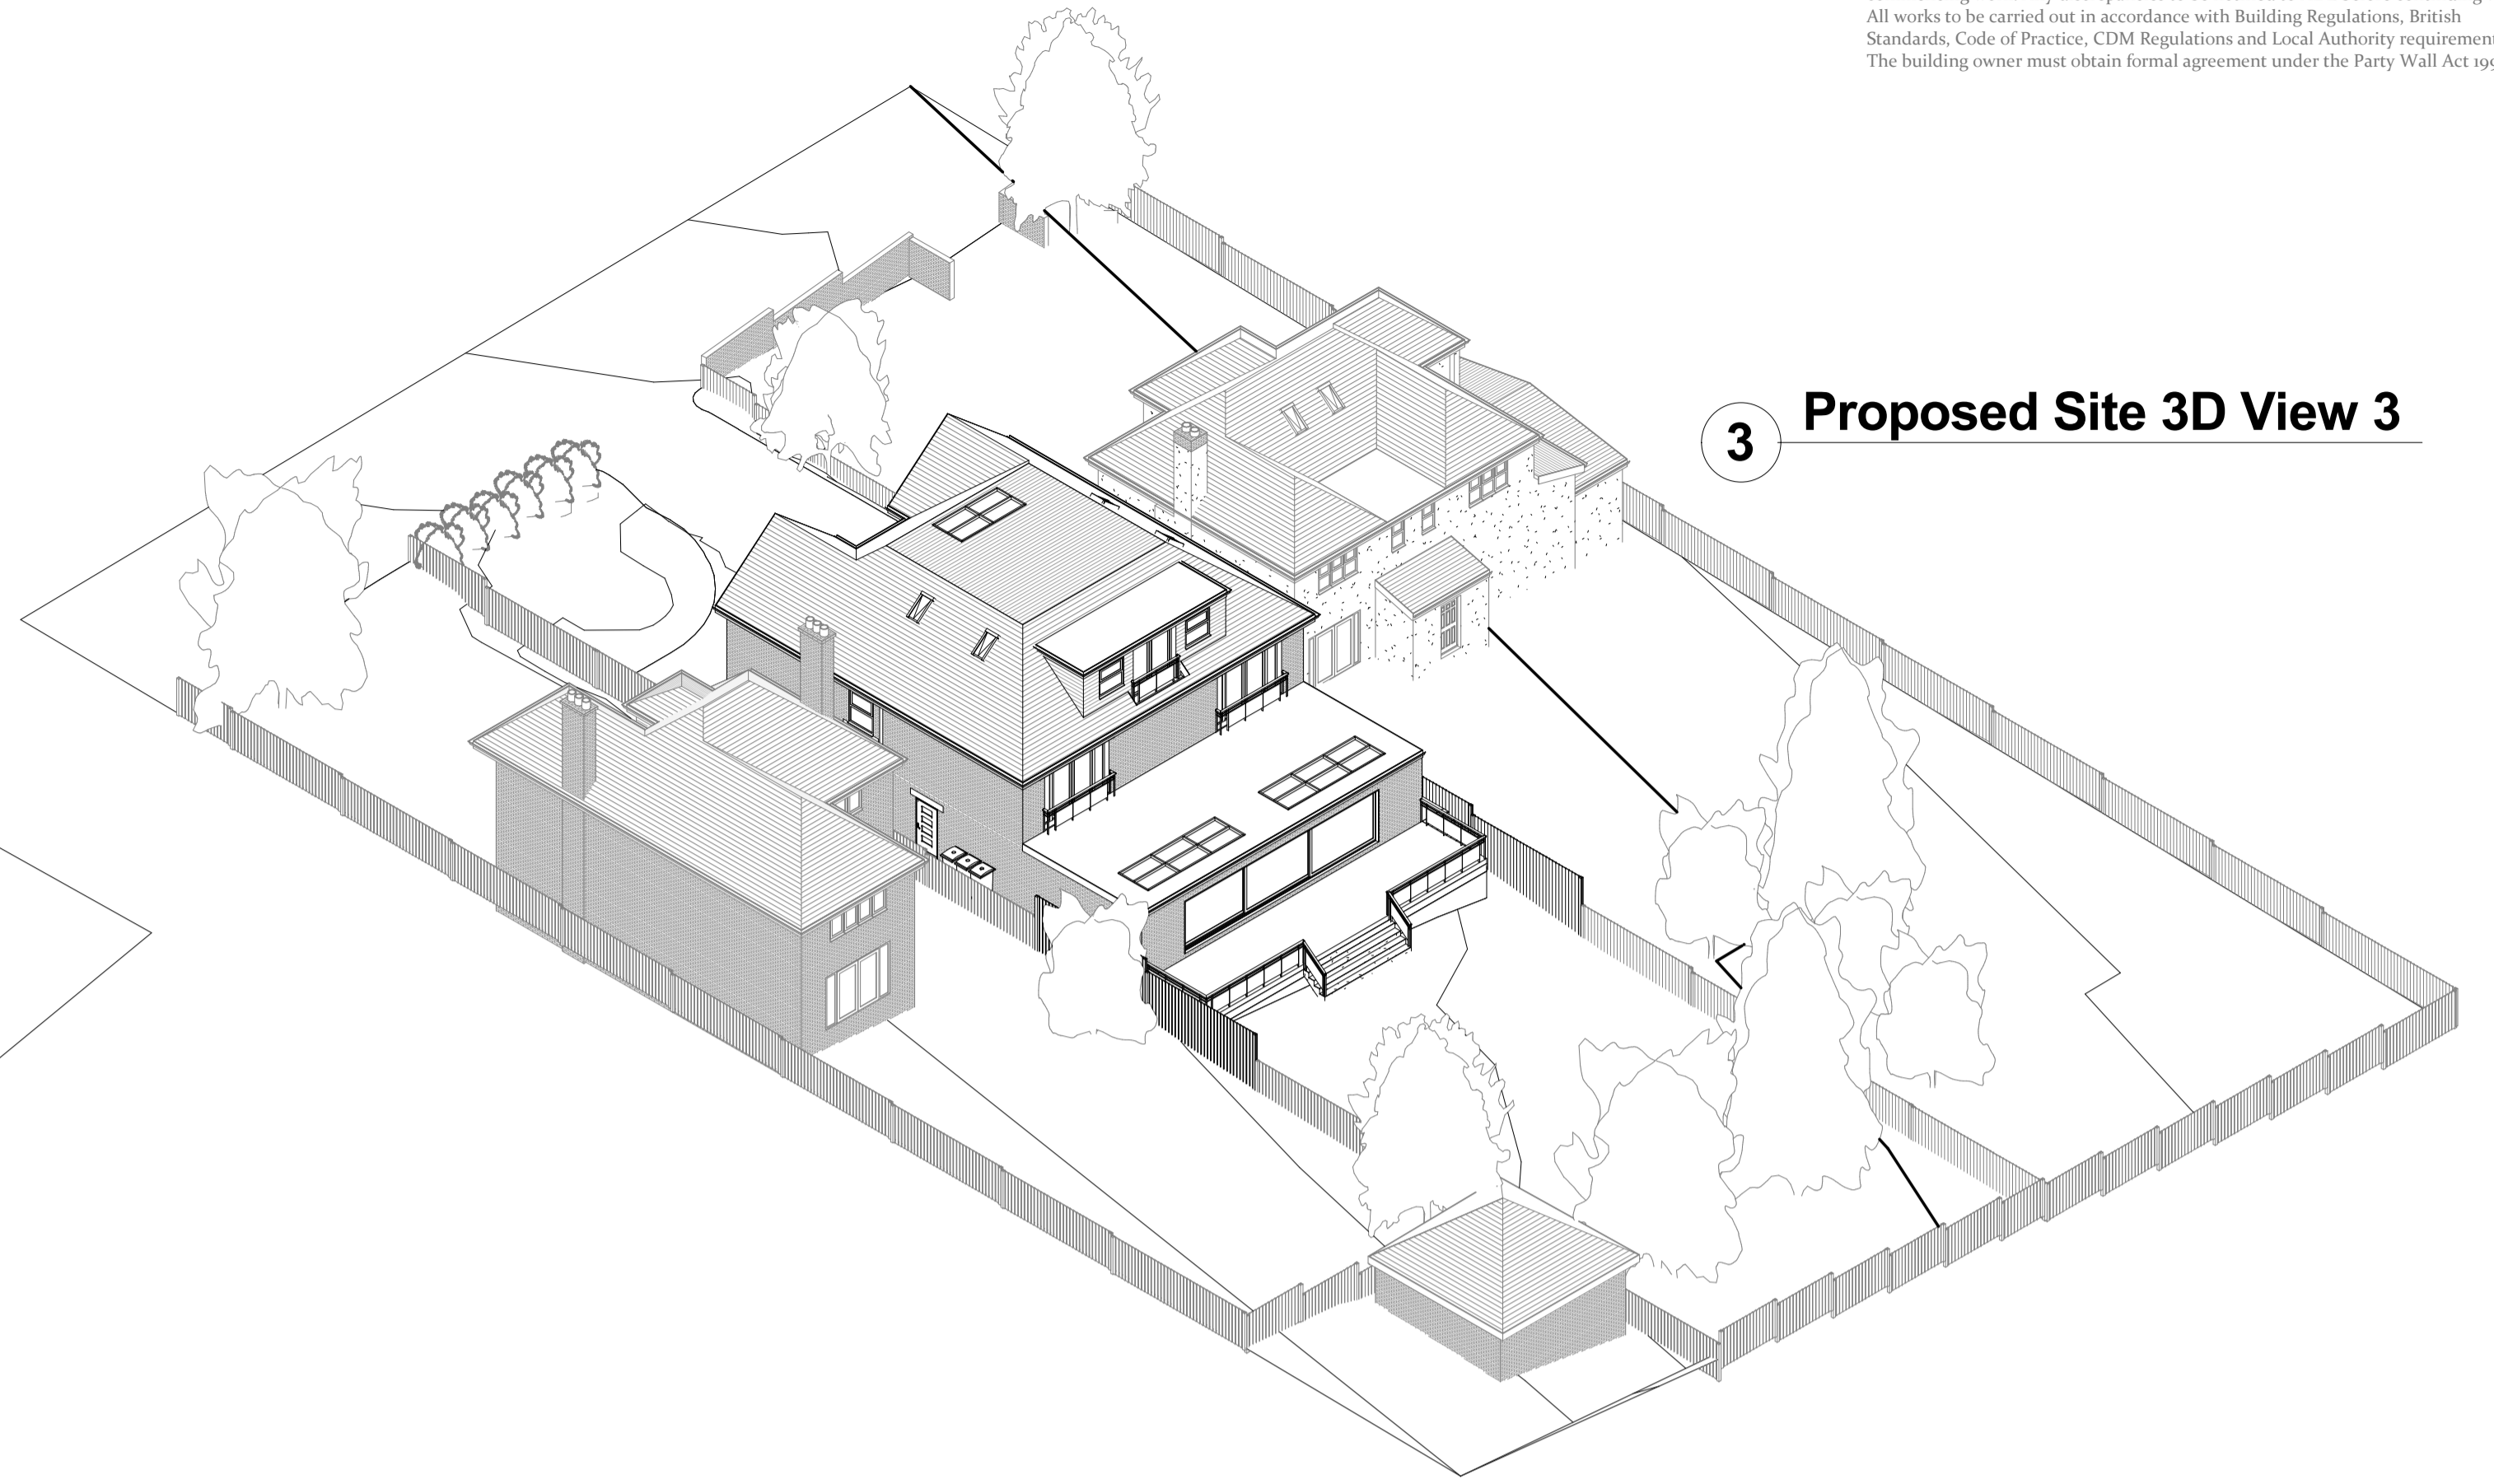 All works to be carried out in accordance with Building Regulations, British
Standards, Code of Practice, CDM Regulations and Local Authority
The building owner must obtain formal agreement under the Party Wall Act
3 Proposed Site 3D View 3